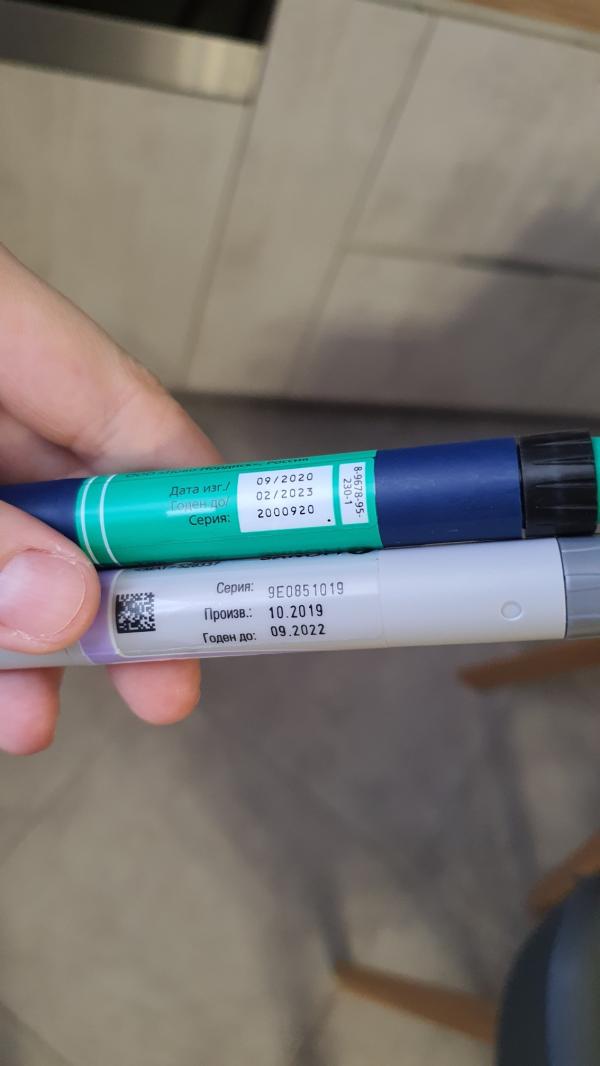 Дата изг./ 09/2020
Годен до/ 02/2023
Серия: 2000920
8-9678-95-
230-1
Серия: 9E0851019
Произв.: 10.2019
Годен до: 09.2022